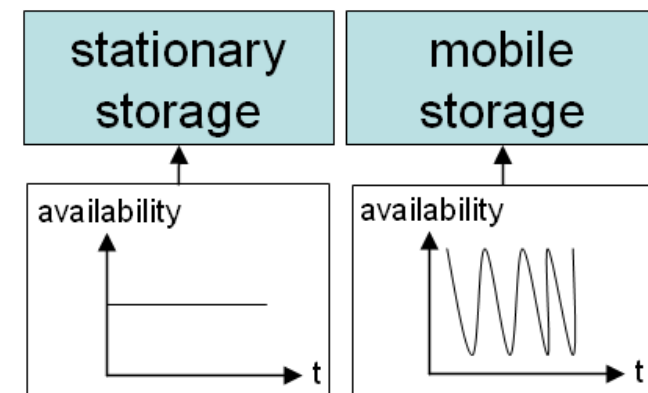 stationary
storage
mobile
storage
availability
t
availability
t